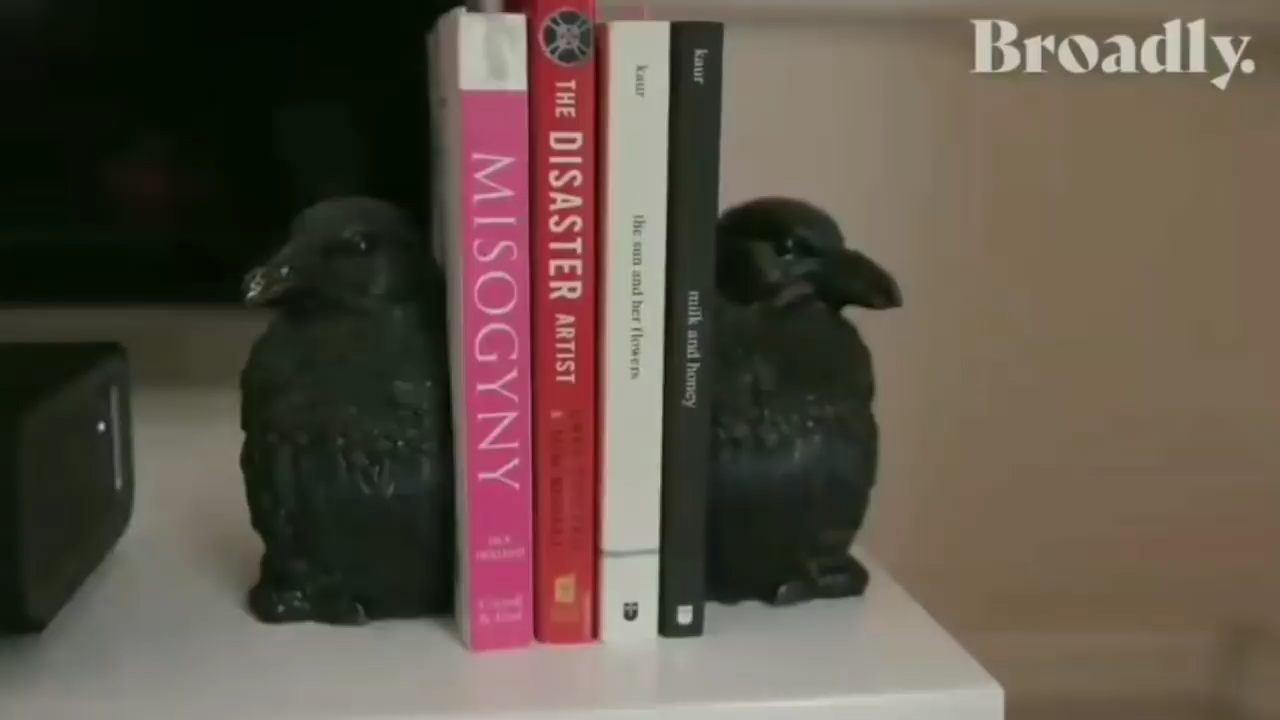 Broadly.
MISOGYNY
THE DISASTER ARTIST
kaur
the sun and her flowers
kaur
milk and honey